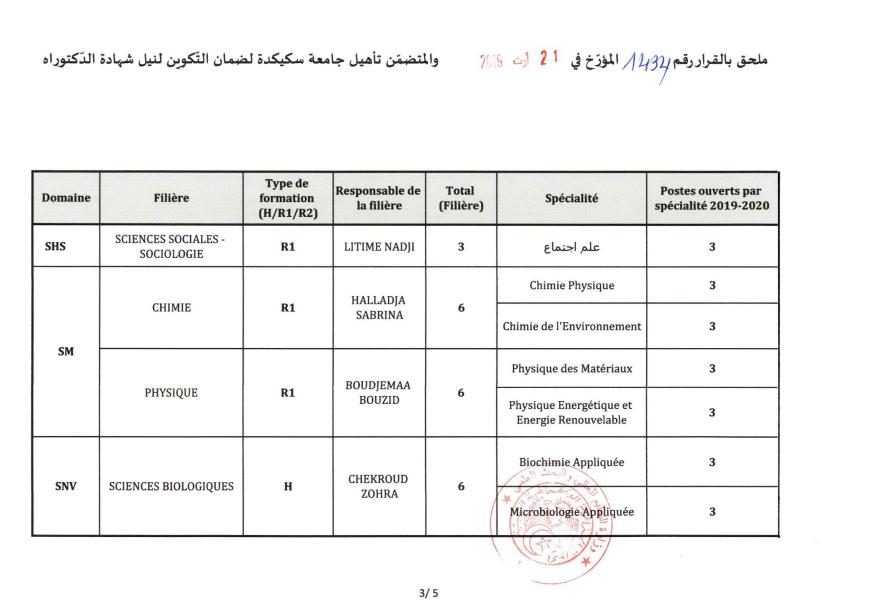 ملحق بالقرار رقم 1434 المؤرّخ في 21 أوت 2019 والمتضمّن تأهيل جامعة سكيكدة لضمان التّكوين لنيل شهادة الدّكتوراه
Domaine Filière Type de formation (H/R1/R2) Responsable de la filière Total (Filière) Spécialité Postes ouverts par spécialité 2019-2020
SHS SCIENCES SOCIALES - SOCIOLOGIE R1 LITIME NADJI 3 علم اجتماع 3
SM CHIMIE R1 HALLADJA SABRINA 6 Chimie Physique 3
Chimie de l'Environnement 3
PHYSIQUE R1 BOUDJEMAA BOUZID 6 Physique des Matériaux 3
Physique Energétique et Energie Renouvelable 3
SNV SCIENCES BIOLOGIQUES H CHEKROUD ZOHRA 6 Biochimie Appliquée 3
Microbiologie Appliquée 3
3/ 5